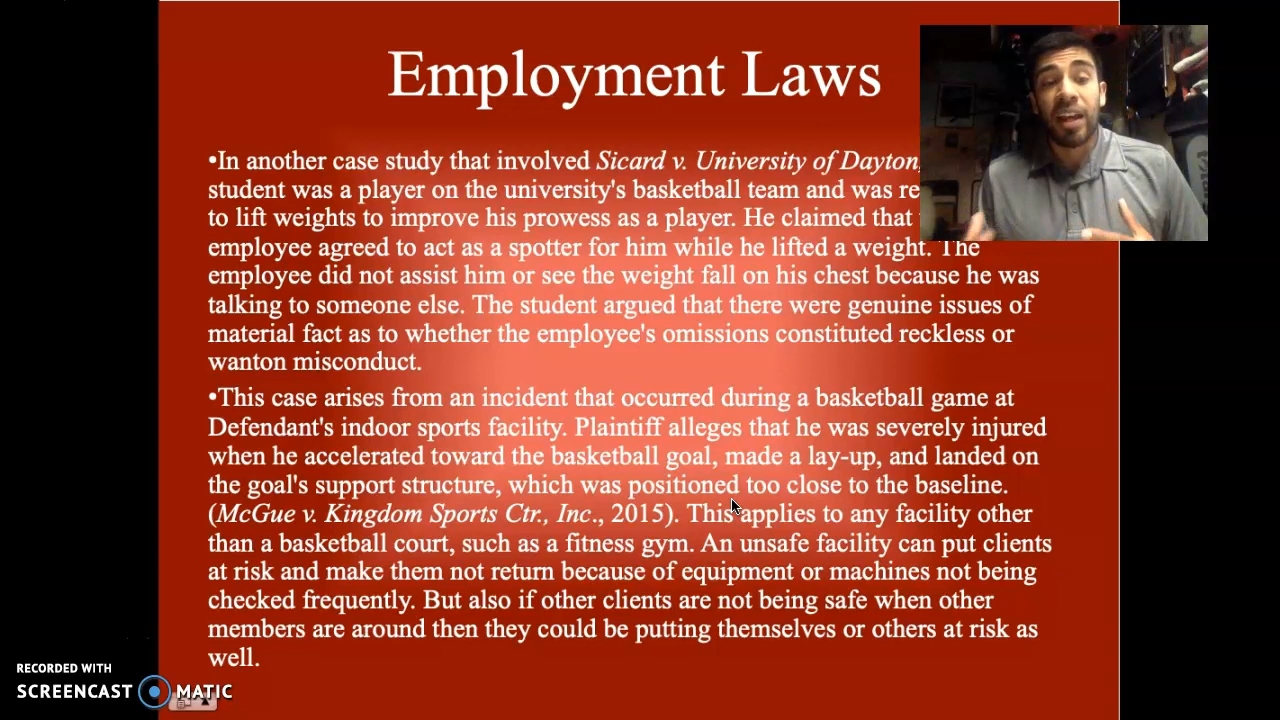 Employment Laws
•In another case study that involved Sicard v. University of Dayton,
student was a player on the university's basketball team and was re
to lift weights to improve his prowess as a player. He claimed that
employee agreed to act as a spotter for him while he lifted a weight. The
employee did not assist him or see the weight fall on his chest because he was
talking to someone else. The student argued that there were genuine issues of
material fact as to whether the employee's omissions constituted reckless or
wanton misconduct.
•This case arises from an incident that occurred during a basketball game at
Defendant's indoor sports facility. Plaintiff alleges that he was severely injured
when he accelerated toward the basketball goal, made a lay-up, and landed on
the goal's support structure, which was positioned too close to the baseline.
(McGue v. Kingdom Sports Ctr., Inc., 2015). This applies to any facility other
than a basketball court, such as a fitness gym. An unsafe facility can put clients
at risk and make them not return because of equipment or machines not being
checked frequently. But also if other clients are not being safe when other
members are around then they could be putting themselves or others at risk as
well.
RECORDED WITH
SCREENCAST MATIC